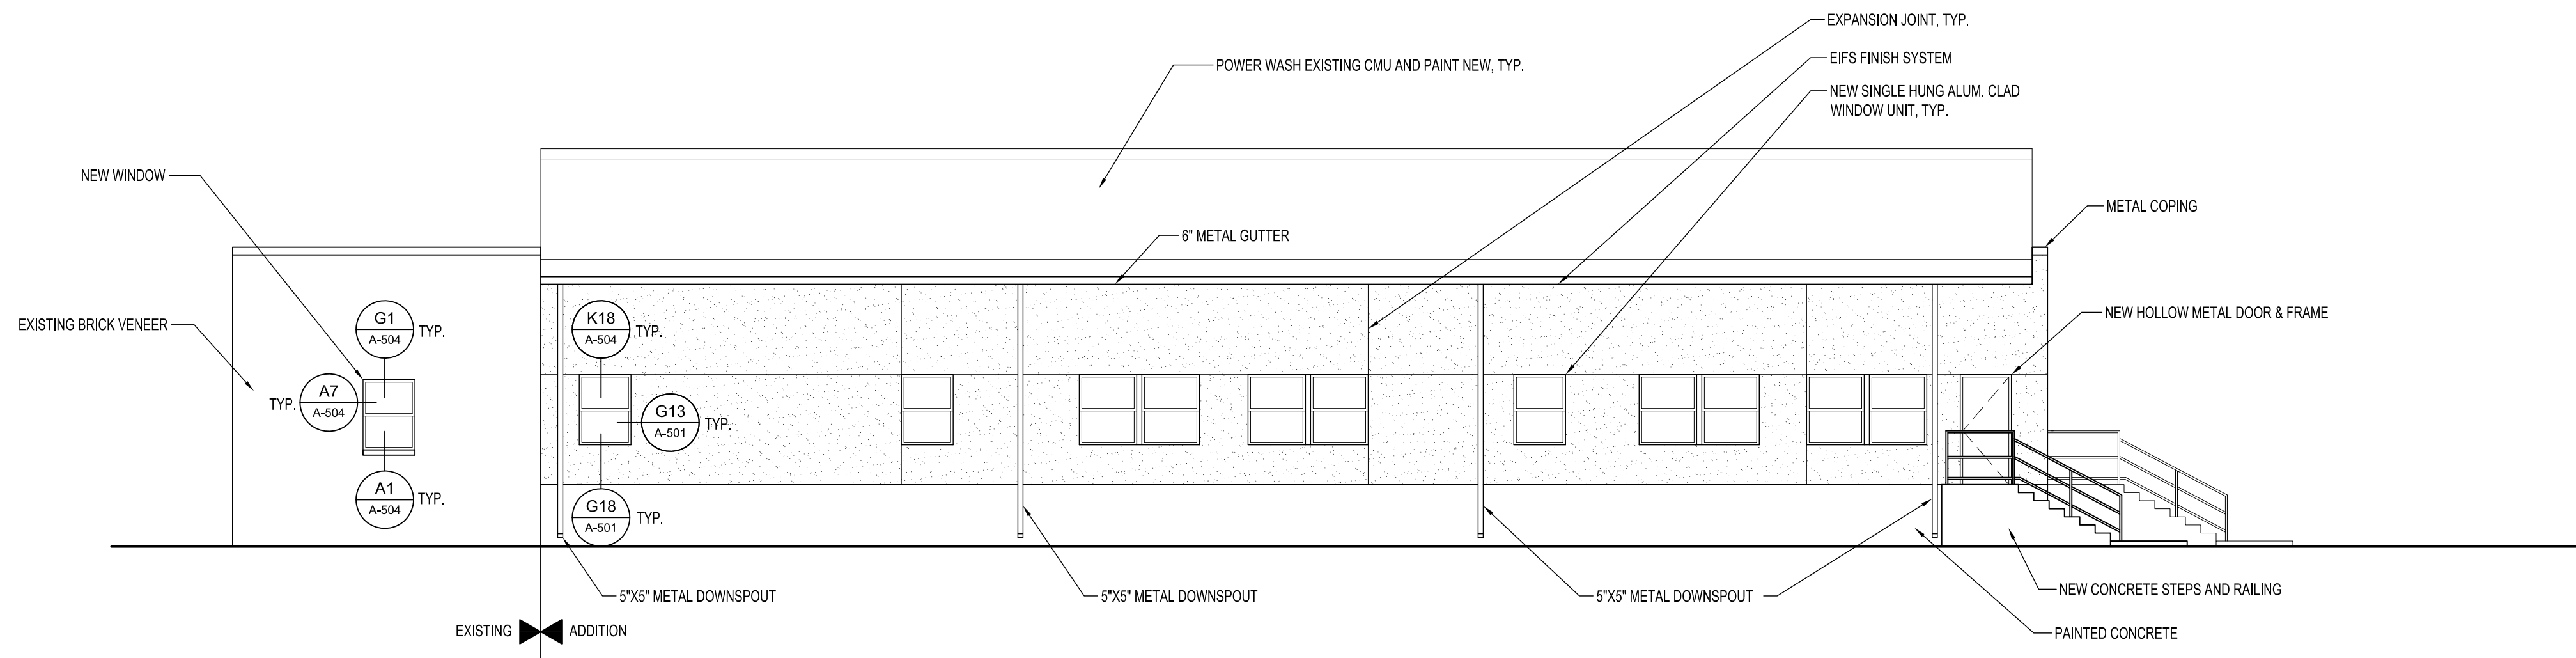 EXPANSION JOINT, TYP.
EIFS FINISH SYSTEM
POWER WASH EXISTING CMU AND PAINT NEW, TYP.
NEW SINGLE HUNG ALUM. CLAD
WINDOW UNIT, TYP.
NEW WINDOW
METAL COPING
6" METAL GUTTER
EXISTING BRICK VENEER
G1
A-504
TYP.
K18
A-504
TYP.
NEW HOLLOW METAL DOOR & FRAME
TYP.
A7
A-504
G13
A-501
TYP.
A1
A-504
TYP.
G18
A-501
TYP.
5"X5" METAL DOWNSPOUT
5"X5" METAL DOWNSPOUT
5"X5" METAL DOWNSPOUT
NEW CONCRETE STEPS AND RAILING
EXISTING
ADDITION
PAINTED CONCRETE